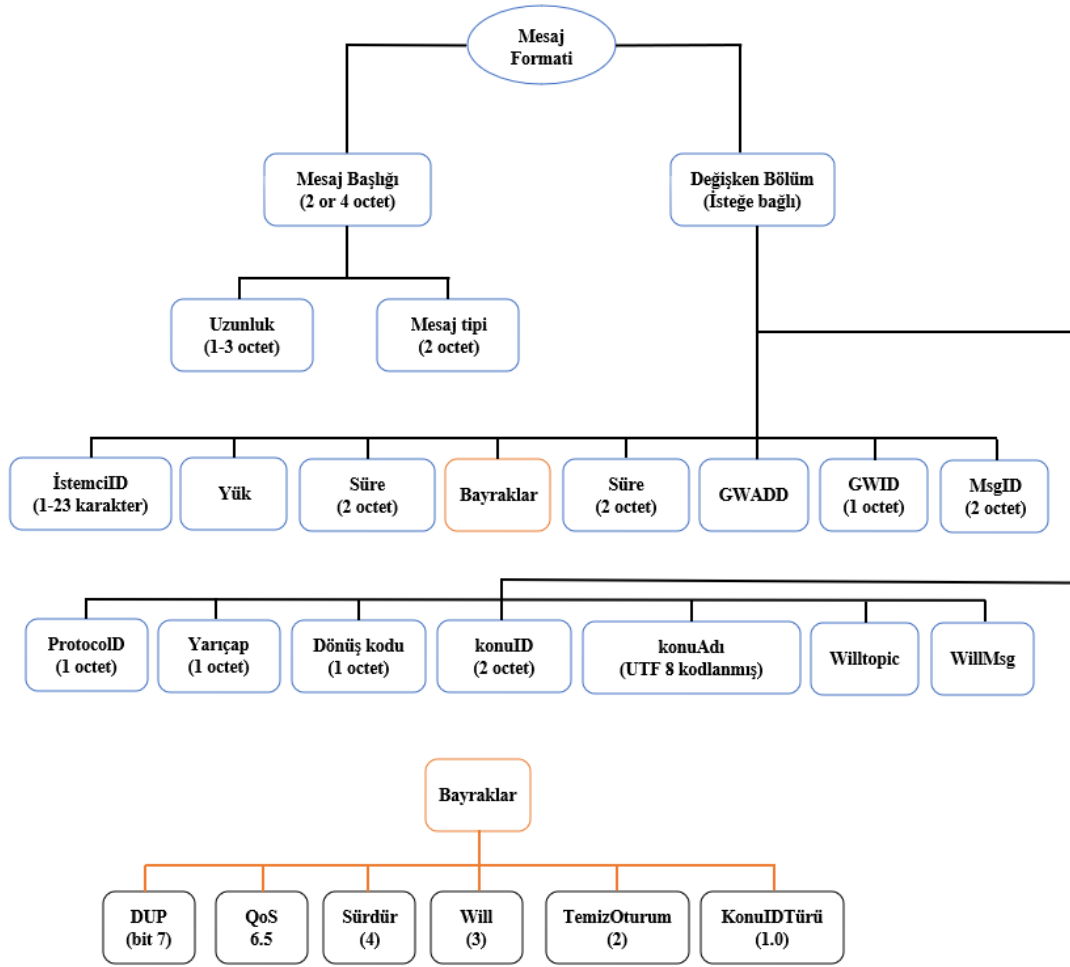 Mesaj
Formati
Mesaj Başlığı
(2 or 4 octet)
Değişken Bölüm
(İsteğe bağlı)
Uzunluk
(1-3 octet)
Mesaj tipi
(2 octet)
İstemciID
(1-23 karakter)
Yük
Süre
(2 octet)
Bayraklar
Süre
(2 octet)
GWADD
GWID
(1 octet)
MsgID
(2 octet)
ProtocolD
(1 octet)
Yarıçap
(1 octet)
Dönüş kodu
(1 octet)
konuID
(2 octet)
konuAdı
(UTF 8 kodlanmış)
Willtopic
WillMsg
Bayraklar
DUP
(bit 7)
QoS
6.5
Sürdür
(4)
Will
(3)
TemizOturum
(2)
KonuIDTürü
(1.0)